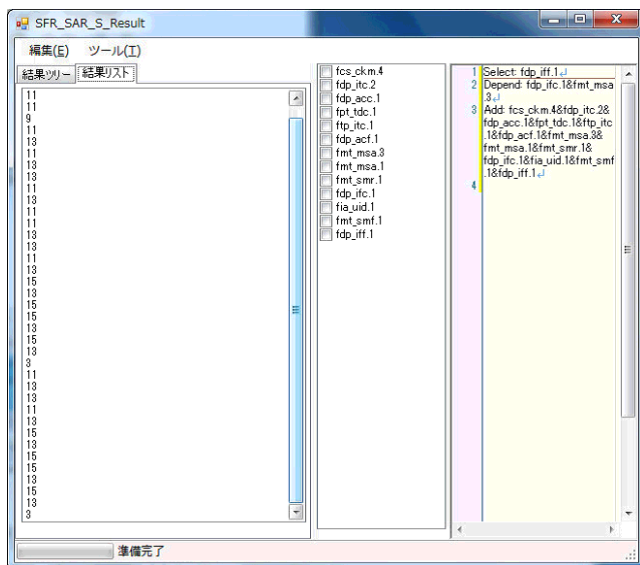 SFR_SAR_S_Result
編集(E) ツール(T)
結果ツリー 結果リスト
11
11
9
11
13
11
13
13
11
13
11
11
13
13
11
13
15
13
15
15
13
15
13
3
11
13
13
11
13
15
13
15
15
13
15
13
3
fcs_ckm.4
fdp_itc.2
fdp_acc.1
fpt_tdc.1
ftp_itc.1
fdp_acf.1
fmt_msa.3
fmt_msa.1
fmt_smr.1
fdp_ifc.1
fia_uid.1
fmt_smf.1
fdp_iff.1
1 Select: fdp_iff.1↵
2 Depend: fdp_ifc.1&fmt_msa
.3↵
3 Add: fcs_ckm.4&fdp_itc.2&
fdp_acc.1&fpt_tdc.1&ftp_itc
.1&fdp_acf.1&fmt_msa.3&
fmt_msa.1&fmt_smr.1&
fdp_ifc.1&fia_uid.1&fmt_smf
.1&fdp_iff.1↵
4
準備完了